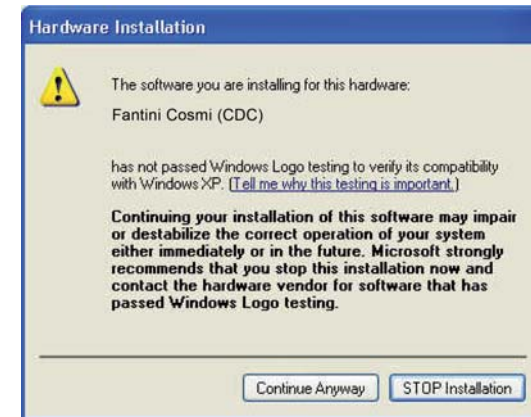 Hardware Installation
The software you are installing for this hardware:
Fantini Cosmi (CDC)
has not passed Windows Logo testing to verify its compatibility
with Windows XP. (Tell me why this testing is important.)
Continuing your installation of this software may impair
or destabilize the correct operation of your system
either immediately or in the future. Microsoft strongly
recommends that you stop this installation now and
contact the hardware vendor for software that has
passed Windows Logo testing.
Continue Anyway STOP Installation